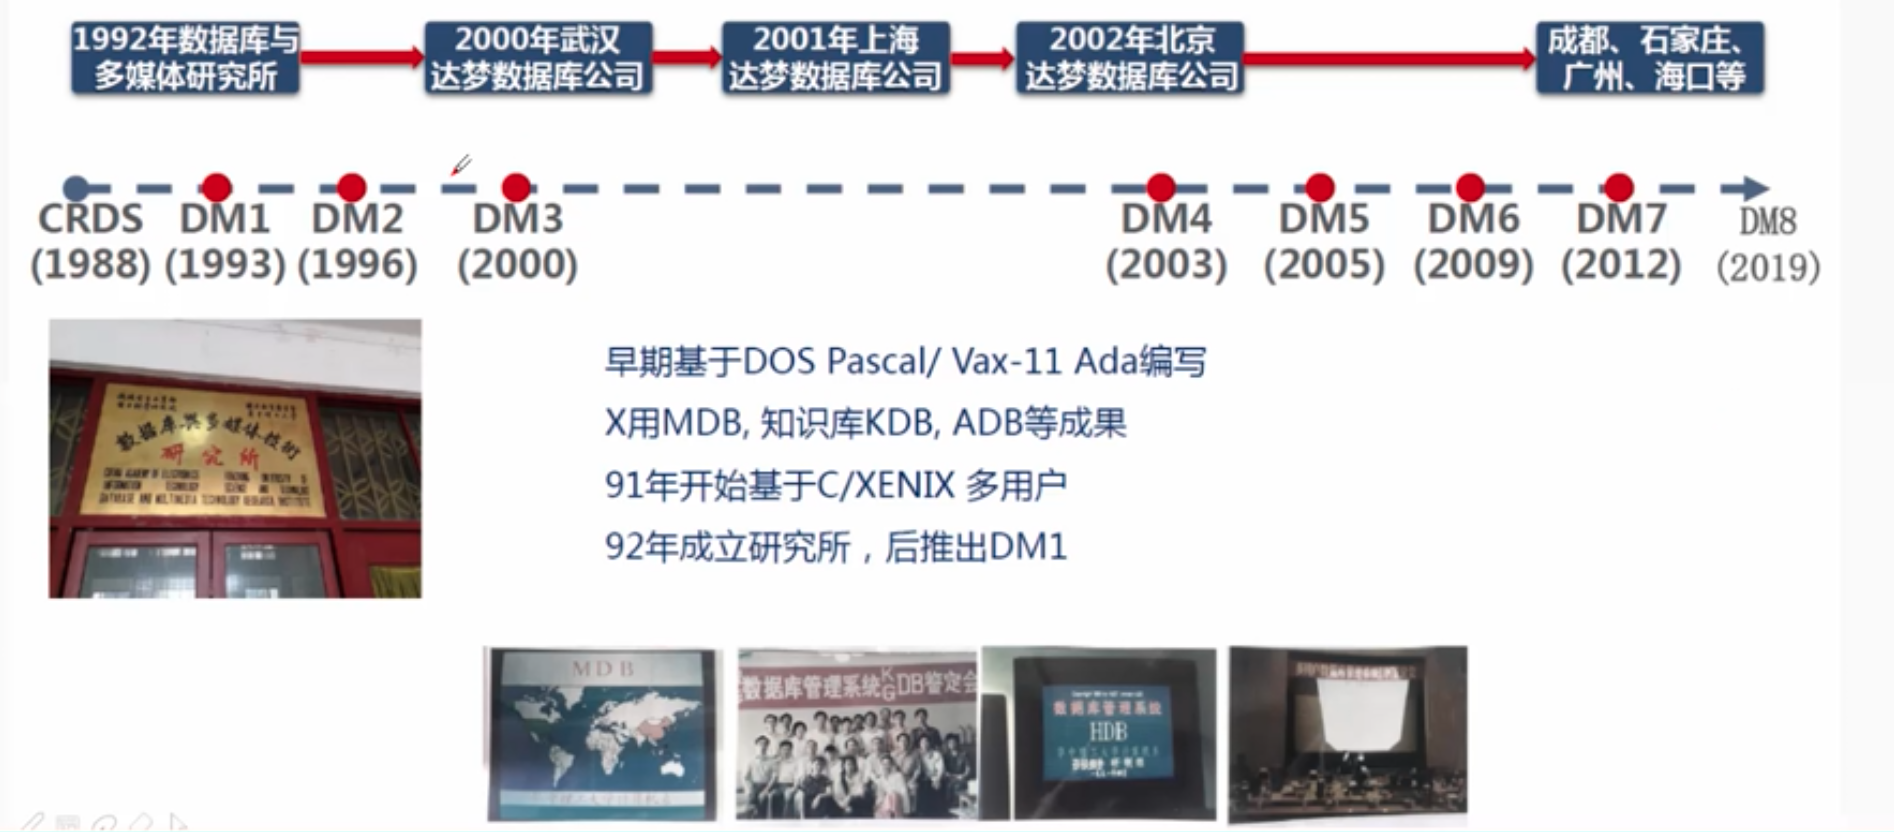 1992年数据库与
多媒体研究所
2000年武汉
达梦数据库公司
2001年上海
达梦数据库公司
2002年北京
达梦数据库公司
成都、石家庄、
广州、海口等
CRDS
(1988)
DM1
(1993)
DM2
(1996)
DM3
(2000)
DM4
(2003)
DM5
(2005)
DM6
(2009)
DM7
(2012)
DM8
(2019)
早期基于DOS Pascal/ Vax-11 Ada编写
X用MDB, 知识库KDB, ADB等成果
91年开始基于C/XENIX 多用户
92年成立研究所，后推出DM1
数据库与多媒体技术
研究所
DATABASE AND MULTIMEDIA TECHNOLOGY RESEARCH INSTITUTE
MDB
数据库管理系统KGDB鉴定会
数据库管理系统
HDB